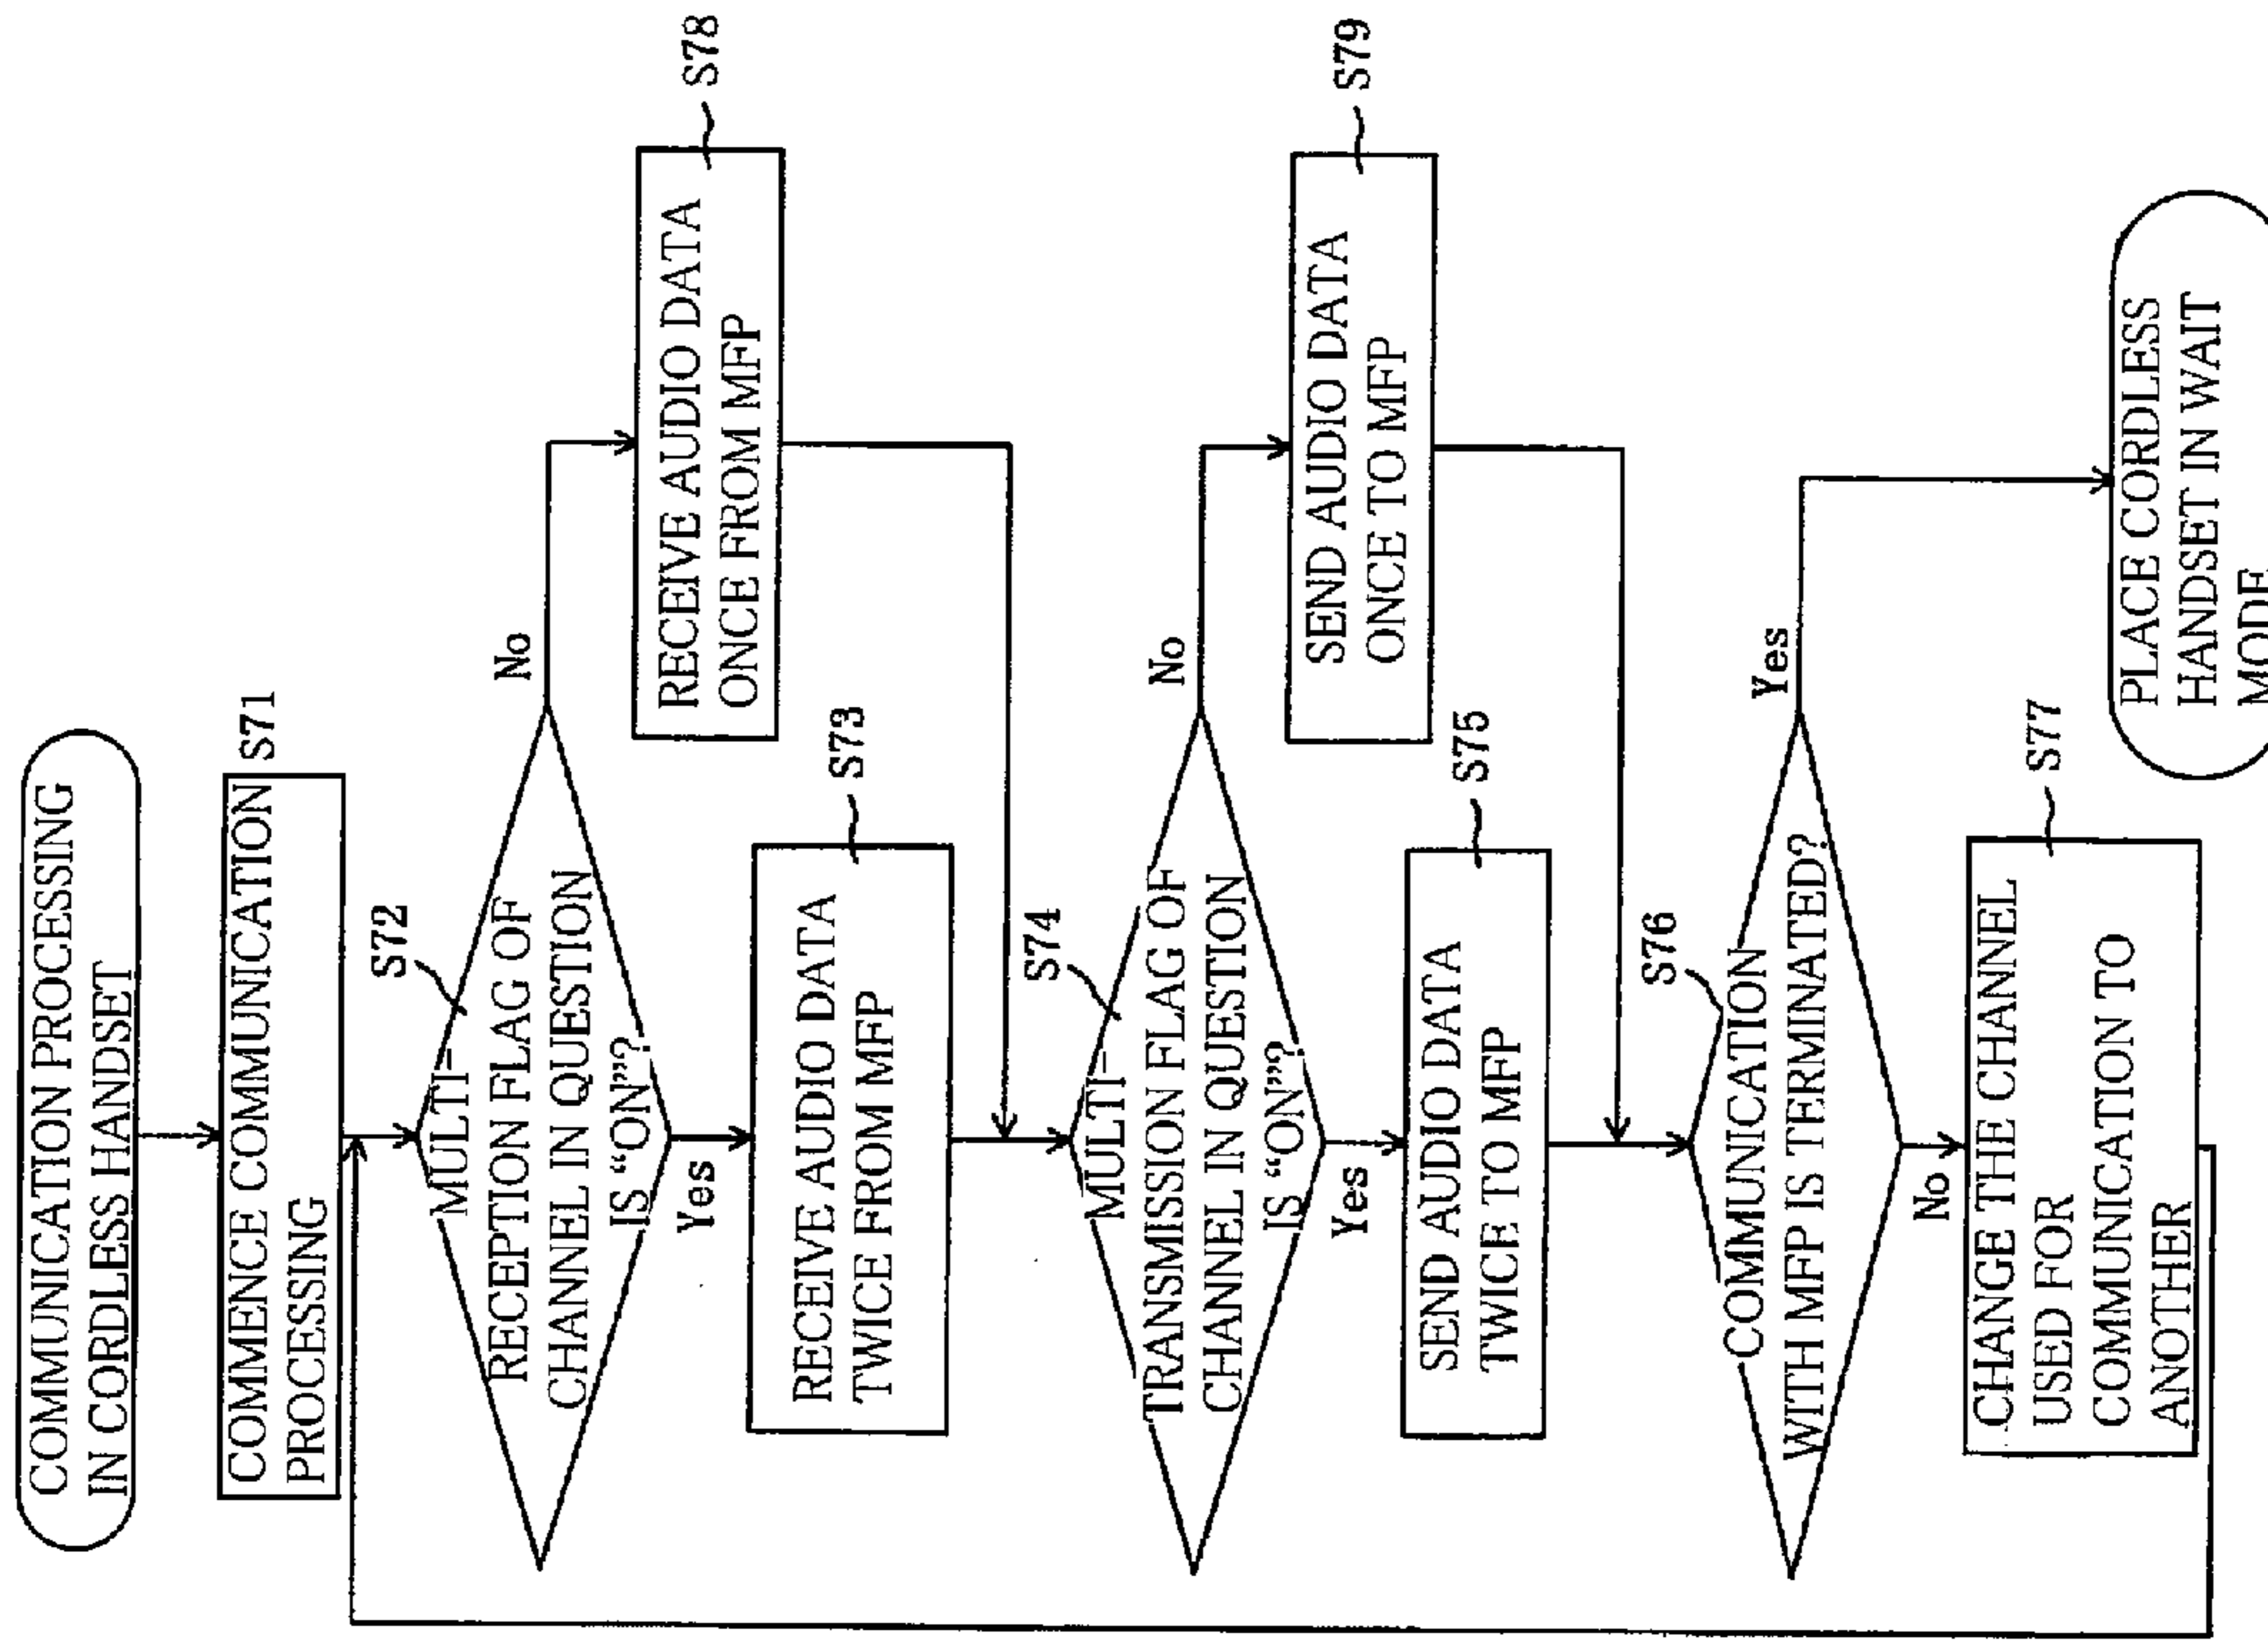 COMMUNICATION PROCESSING
IN CORDLESS HANDSET
COMMENCE COMMUNICATION
PROCESSING
S71
S72
MULTI-
RECEPTION FLAG OF
CHANNEL IN QUESTION
IS “ON”?
No
Yes
RECEIVE AUDIO DATA
ONCE FROM MFP
S78
RECEIVE AUDIO DATA
TWICE FROM MFP
S73
S74
MULTI-
TRANSMISSION FLAG OF
CHANNEL IN QUESTION
IS “ON”?
No
Yes
SEND AUDIO DATA
ONCE TO MFP
S79
SEND AUDIO DATA
TWICE TO MFP
S75
S76
COMMUNICATION
WITH MFP IS TERMINATED?
Yes
No
CHANGE THE CHANNEL
USED FOR
COMMUNICATION TO
ANOTHER
S77
PLACE CORDLESS
HANDSET IN WAIT
MODE